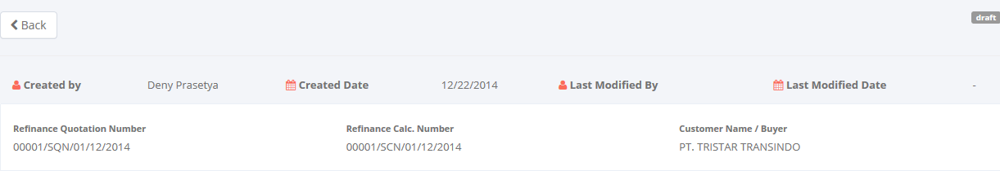 Back
draft
Created by Deny Prasetya Created Date 12/22/2014 Last Modified By Last Modified Date -
Refinance Quotation Number Refinance Calc. Number Customer Name / Buyer
00001/SQN/01/12/2014 00001/SCN/01/12/2014 PT. TRISTAR TRANSINDO